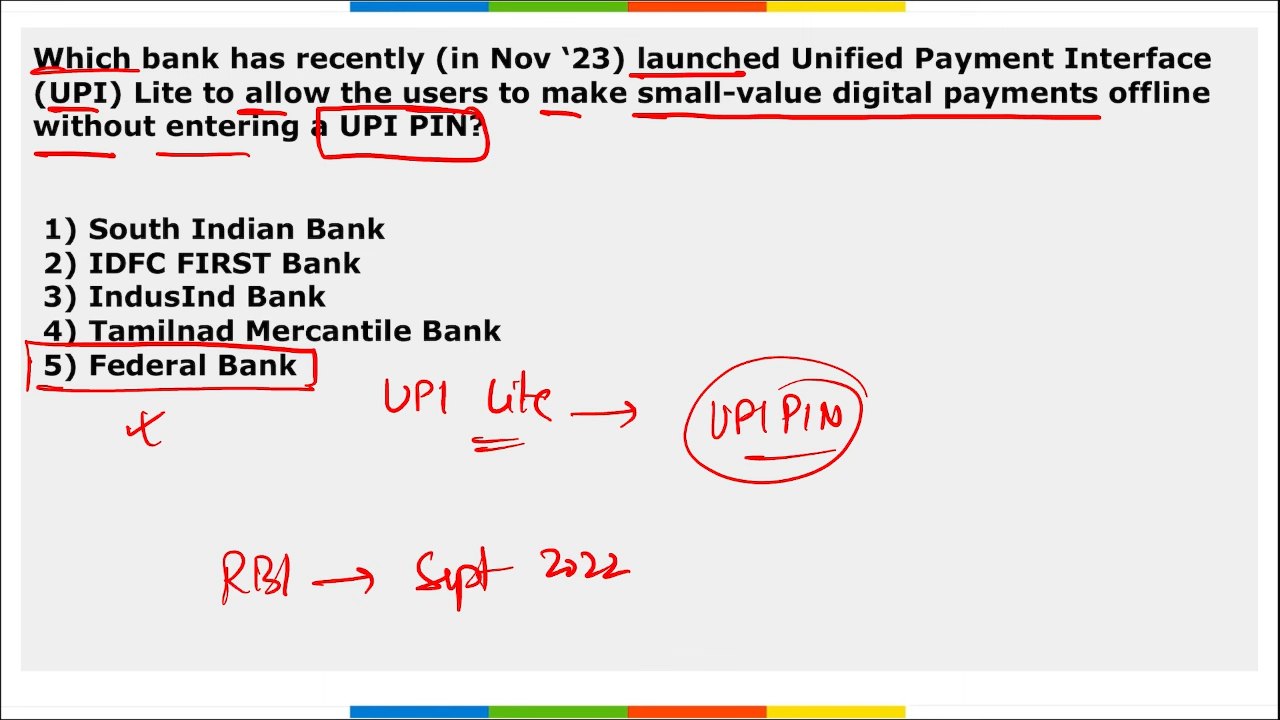 Which bank has recently (in Nov ‘23) launched Unified Payment Interface
(UPI) Lite to allow the users to make small-value digital payments offline
without entering a UPI PIN?
1) South Indian Bank
2) IDFC FIRST Bank
3) IndusInd Bank
4) Tamilnad Mercantile Bank
5) Federal Bank
UPI Lite → UPI PIN
RBI → Sept 2022